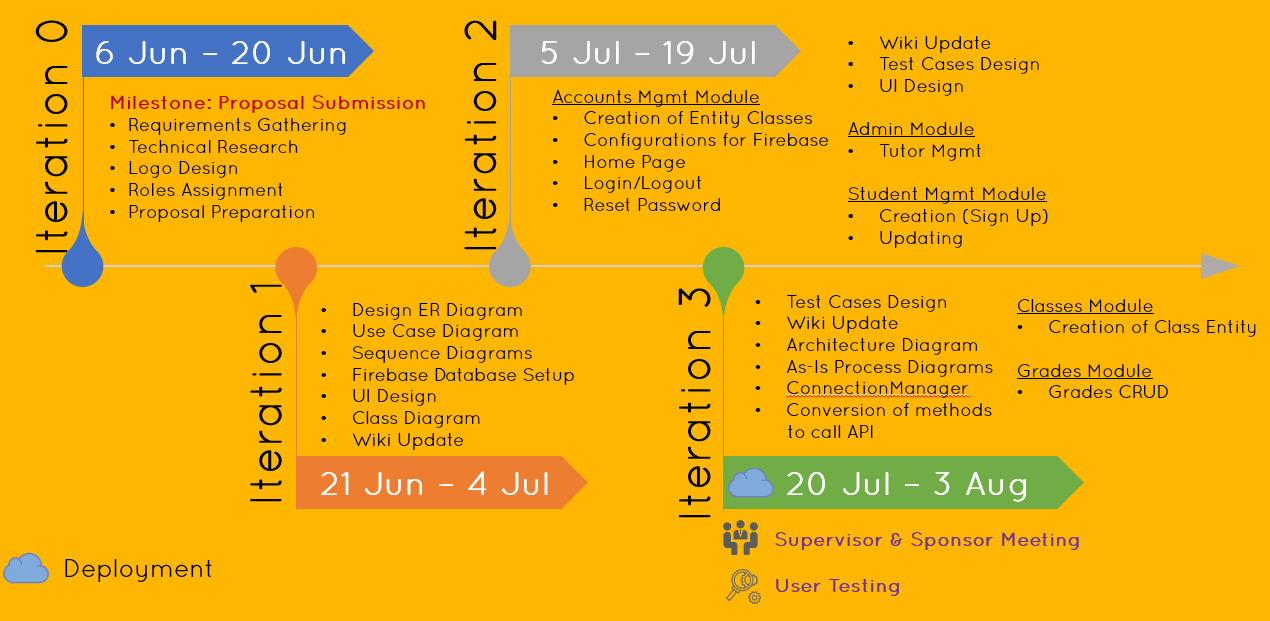 Iteration 0
6 Jun – 20 Jun
Milestone: Proposal Submission
• Requirements Gathering
• Technical Research
• Logo Design
• Roles Assignment
• Proposal Preparation
Iteration 1
• Design ER Diagram
• Use Case Diagram
• Sequence Diagrams
• Firebase Database Setup
• UI Design
• Class Diagram
• Wiki Update
21 Jun – 4 Jul
Iteration 2
5 Jul – 19 Jul
Accounts Mgmt Module
• Creation of Entity Classes
• Configurations for Firebase
• Home Page
• Login/Logout
• Reset Password
• Wiki Update
• Test Cases Design
• UI Design
Admin Module
• Tutor Mgmt
Student Mgmt Module
• Creation (Sign Up)
• Updating
Iteration 3
• Test Cases Design
• Wiki Update
• Architecture Diagram
• As-Is Process Diagrams
• ConnectionManager
• Conversion of methods
to call API
Classes Module
• Creation of Class Entity
Grades Module
• Grades CRUD
20 Jul – 3 Aug
Supervisor & Sponsor Meeting
User Testing
Deployment